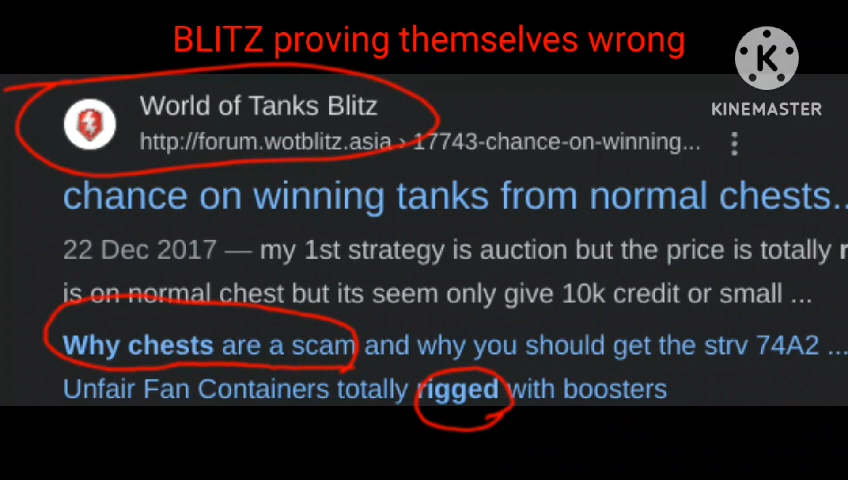 BLITZ proving themselves wrong
KINEMASTER
World of Tanks Blitz
http://forum.wotblitz.asia › 17743-chance-on-winning...
chance on winning tanks from normal chests...
22 Dec 2017 — my 1st strategy is auction but the price is totally
is on normal chest but its seem only give 10k credit or small ...
Why chests are a scam and why you should get the strv 74A2 ...
Unfair Fan Containers totally rigged with boosters